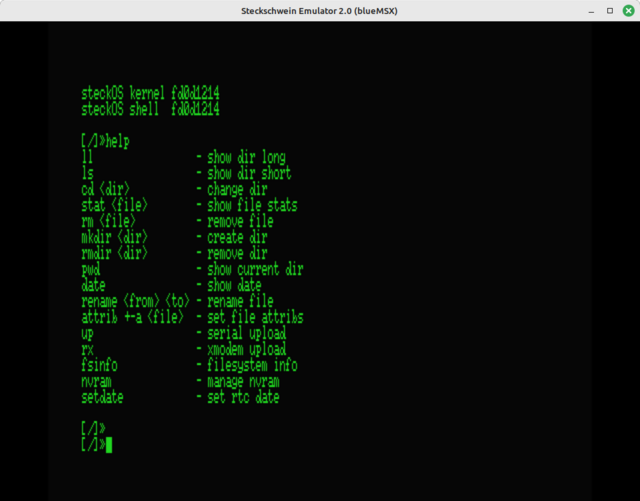 Steckschwein Emulator 2.0 (blueMSX)
steckOS kernel fd0d1214
steckOS shell  fd0d1214
[/]»help
ll                 - show dir long
ls                 - show dir short
cd <dir>           - change dir
stat <file>        - show file stats
rm <file>          - remove file
mkdir <dir>        - create dir
rmdir <dir>        - remove dir
pwd                - show current dir
date               - show date
rename <from> <to> - rename file
attrib +-a <file>  - set file attribs
up                 - serial upload
rx                 - xmodem upload
fsinfo             - filesystem info
nvram              - manage nvram
setdate            - set rtc date
[/]»
[/]»